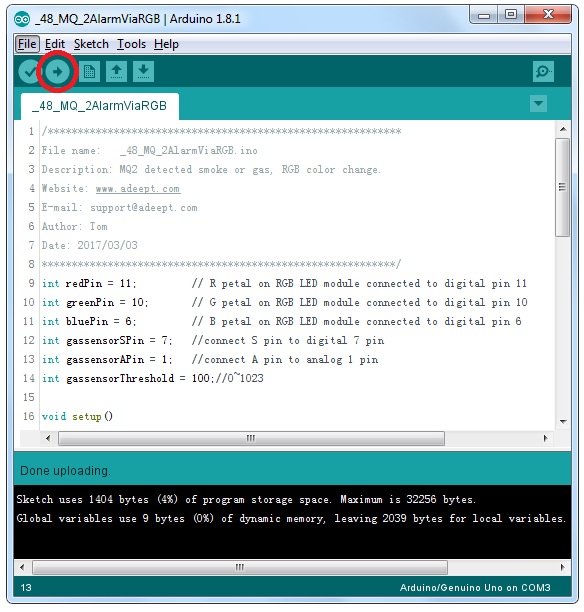 _48_MQ_2AlarmViaRGB | Arduino 1.8.1
File Edit Sketch Tools Help
_48_MQ_2AlarmViaRGB
1 /***********************************************************
2 File name: _48_MQ_2AlarmViaRGB.ino
3 Description: MQ2 detected smoke or gas, RGB color change.
4 Website: www.adeept.com
5 E-mail: support@adeept.com
6 Author: Tom
7 Date: 2017/03/03
8 ***********************************************************/
9 int redPin = 11; // R petal on RGB LED module connected to digital pin 11
10 int greenPin = 10; // G petal on RGB LED module connected to digital pin 10
11 int bluePin = 6; // B petal on RGB LED module connected to digital pin 6
12 int gassensorSPin = 7; //connect S pin to digital 7 pin
13 int gassensorAPin = 1; //connect A pin to analog 1 pin
14 int gassensorThreshold = 100;//0~1023
15
16 void setup()
Done uploading.
Sketch uses 1404 bytes (4%) of program storage space. Maximum is 32256 bytes.
Global variables use 9 bytes (0%) of dynamic memory, leaving 2039 bytes for local variables.
13 Arduino/Genuino Uno on COM3